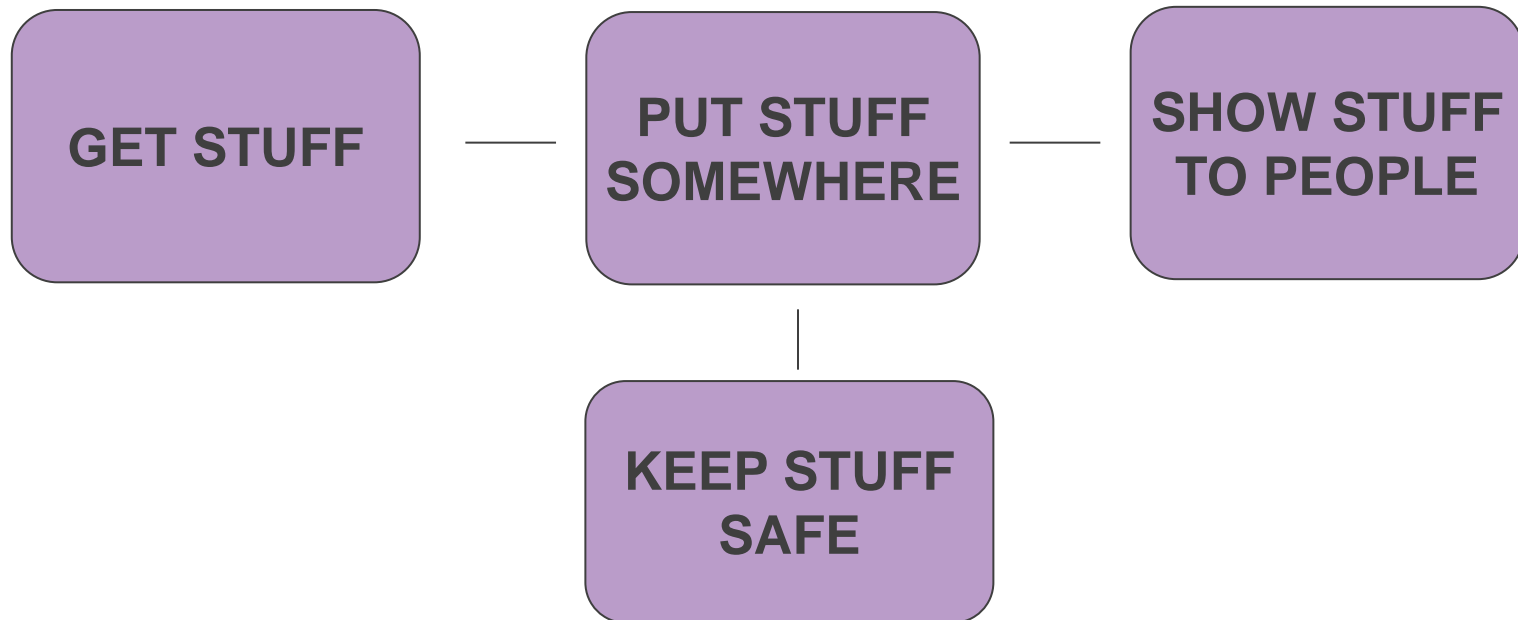 GET STUFF
PUT STUFF
SOMEWHERE
SHOW STUFF
TO PEOPLE
KEEP STUFF
SAFE